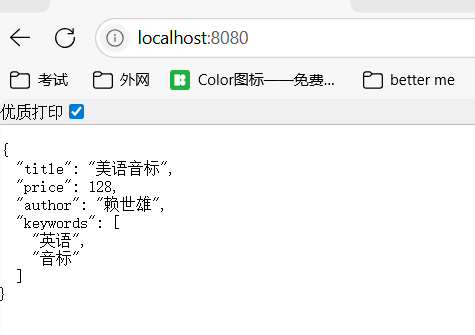 localhost:8080
考试 外网 Color图标——免费... better me
优质打印
{
"title": "美语音标",
"price": 128,
"author": "赖世雄",
"keywords": [
"英语",
"音标"
]
}